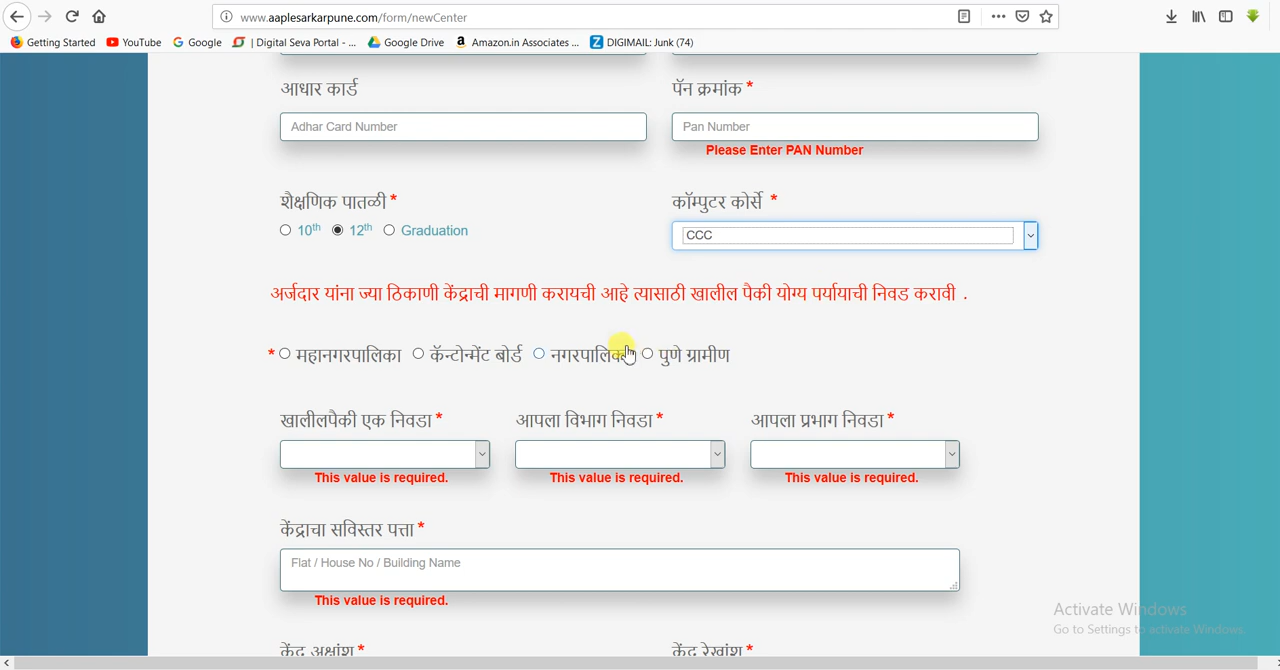 www.aaplesarkarpune.com/form/newCenter
Getting Started YouTube Google | Digital Seva Portal - ... Google Drive Amazon.in Associates ... DIGIMAIL: Junk (74)
आधार कार्ड पॅन क्रमांक *
Adhar Card Number Pan Number
Please Enter PAN Number
शैक्षणिक पातळी * कॉम्पुटर कोर्से *
10th 12th Graduation CCC
अर्जदार यांना ज्या ठिकाणी केंद्राची मागणी करायची आहे त्यासाठी खालील पैकी योग्य पर्यायाची निवड करावी .
* महानगरपालिका कॅन्टोन्मेंट बोर्ड नगरपालिका पुणे ग्रामीण
खालीलपैकी एक निवडा * आपला विभाग निवडा * आपला प्रभाग निवडा *
This value is required. This value is required. This value is required.
केंद्राचा सविस्तर पत्ता *
Flat / House No / Building Name
This value is required.
Activate Windows
Go to Settings to activate Windows.
केंद्र अक्षांश * केंद्र रेखांश *